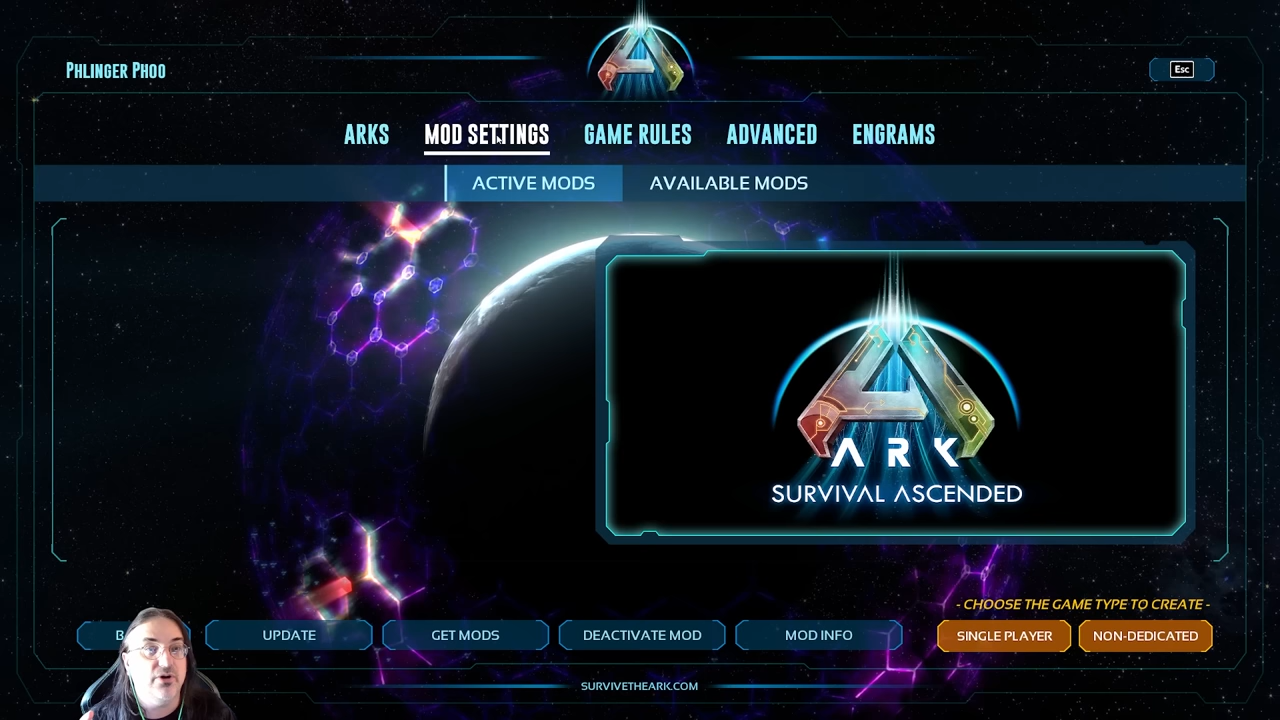 PHLINGER PHOO
Esc
ARKS MOD SETTINGS GAME RULES ADVANCED ENGRAMS
ACTIVE MODS AVAILABLE MODS
ARK
SURVIVAL ASCENDED
- CHOOSE THE GAME TYPE TO CREATE -
UPDATE GET MODS DEACTIVATE MOD MOD INFO SINGLE PLAYER NON-DEDICATED
SURVIVETHEARK.COM